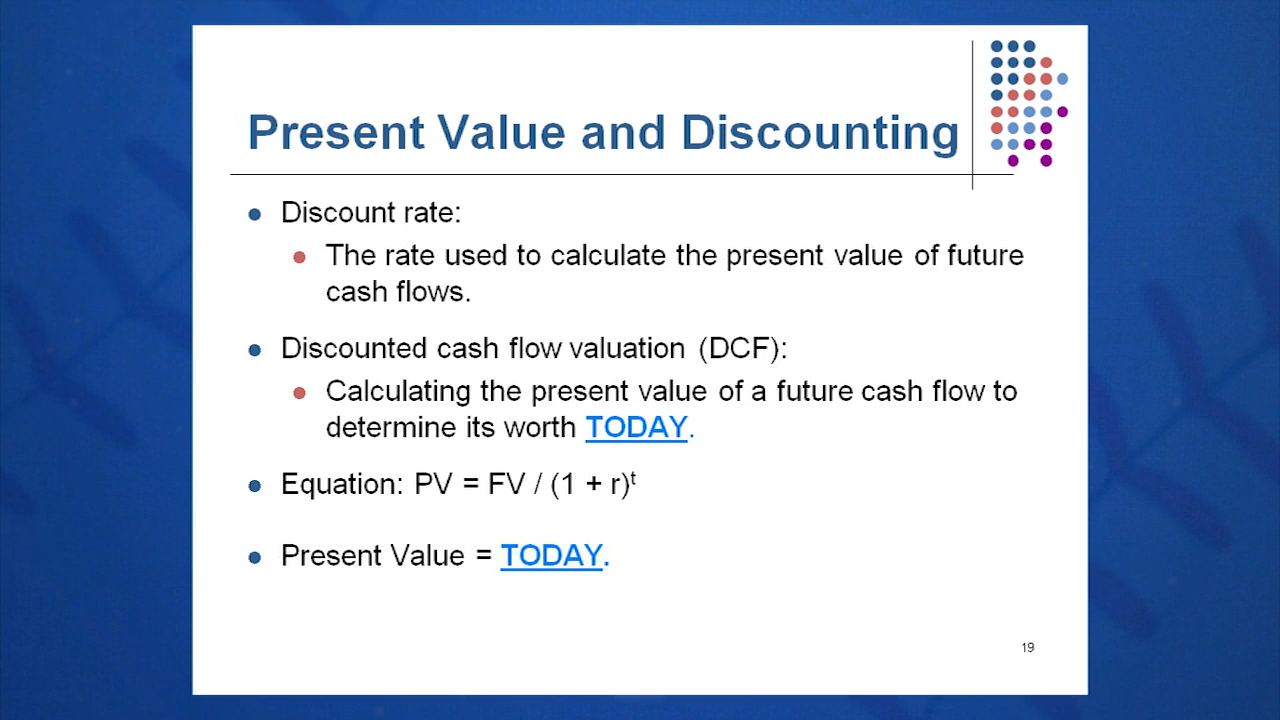 Present Value and Discounting
Discount rate:
The rate used to calculate the present value of future
cash flows.
Discounted cash flow valuation (DCF):
Calculating the present value of a future cash flow to
determine its worth TODAY.
Equation: PV = FV / (1 + r)ᵗ
Present Value = TODAY.
19